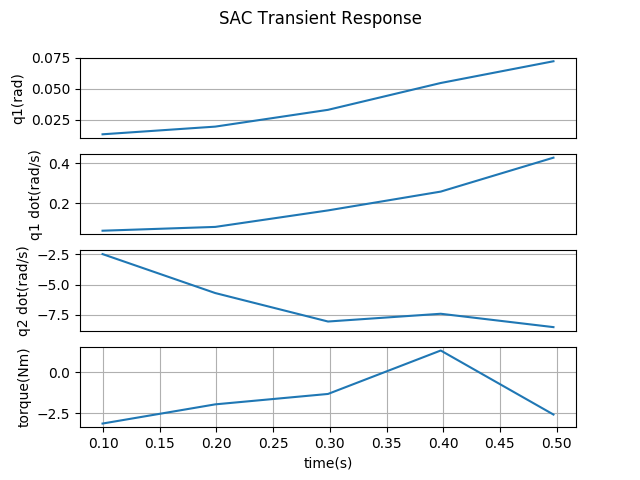 SAC Transient Response
0.075
0.050
0.025
q1(rad)
0.4
0.2
q1 dot(rad/s)
−2.5
−5.0
−7.5
q2 dot(rad/s)
0.0
−2.5
torque(Nm)
0.10 0.15 0.20 0.25 0.30 0.35 0.40 0.45 0.50
time(s)